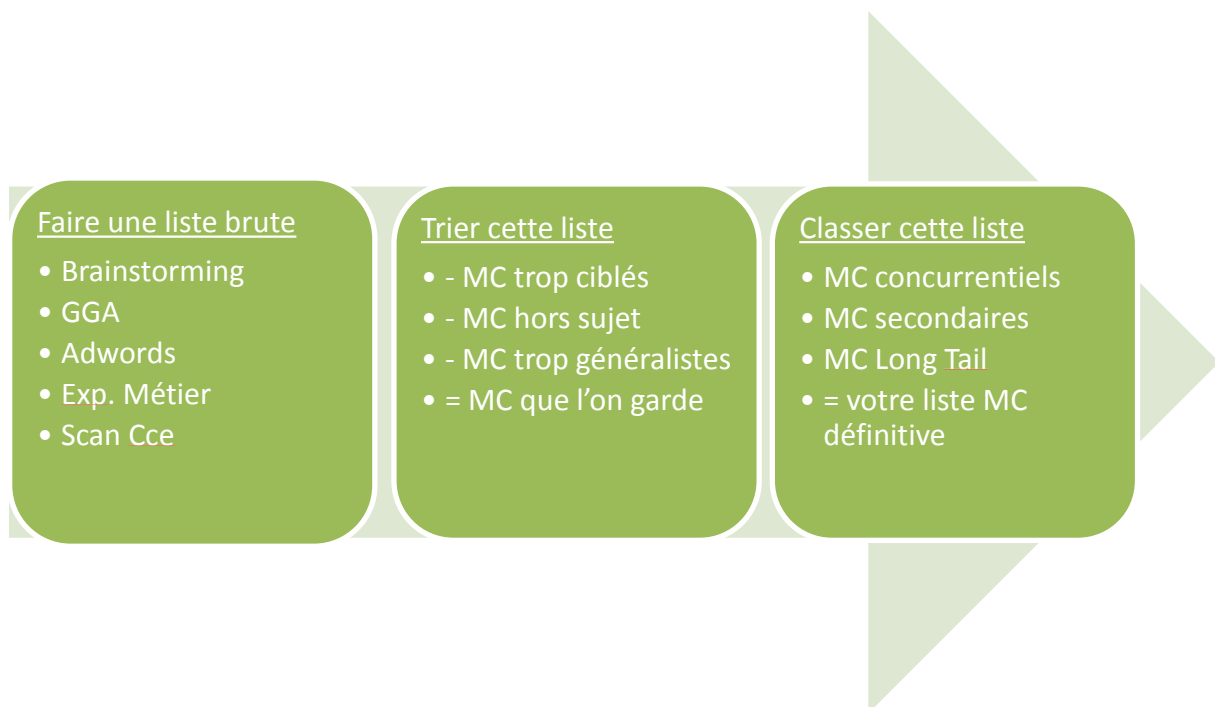 Faire une liste brute
• Brainstorming
• GGA
• Adwords
• Exp. Métier
• Scan Cce
Trier cette liste
• - MC trop ciblés
• - MC hors sujet
• - MC trop généralistes
• = MC que l’on garde
Classer cette liste
• MC concurrentiels
• MC secondaires
• MC Long Tail
• = votre liste MC
définitive